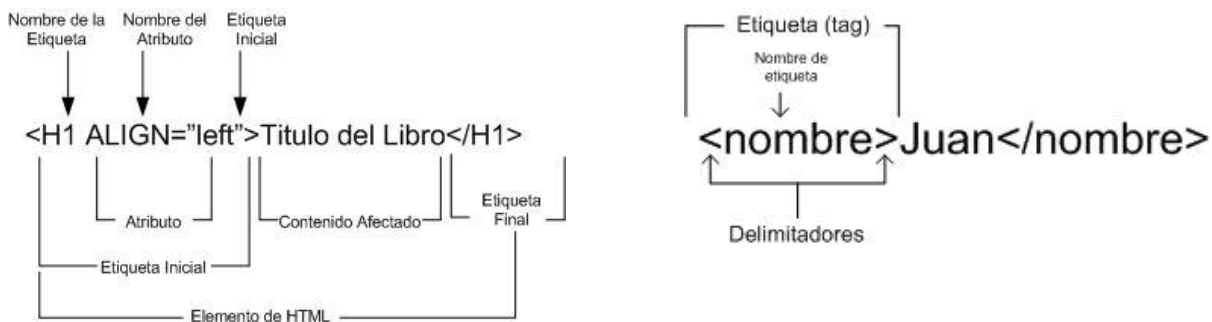 Nombre de la
Etiqueta
Nombre del
Atributo
Etiqueta
Inicial
<H1 ALIGN=”left”>Titulo del Libro</H1>
Atributo
Contenido Afectado
Etiqueta
Final
Etiqueta Inicial
Elemento de HTML
Etiqueta (tag)
Nombre de
etiqueta
<nombre>Juan</nombre>
Delimitadores